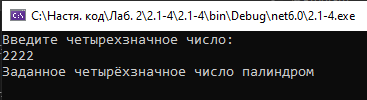 C:\Настя. код\Лаб. 2\2.1-4\2.1-4\bin\Debug\net6.0\2.1-4.exe
Введите четырехзначное число:
2222
Заданное четырёхзначное число палиндром